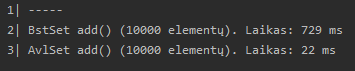 1| -----
2| BstSet add() (10000 elementų). Laikas: 729 ms
3| AvlSet add() (10000 elementų). Laikas: 22 ms